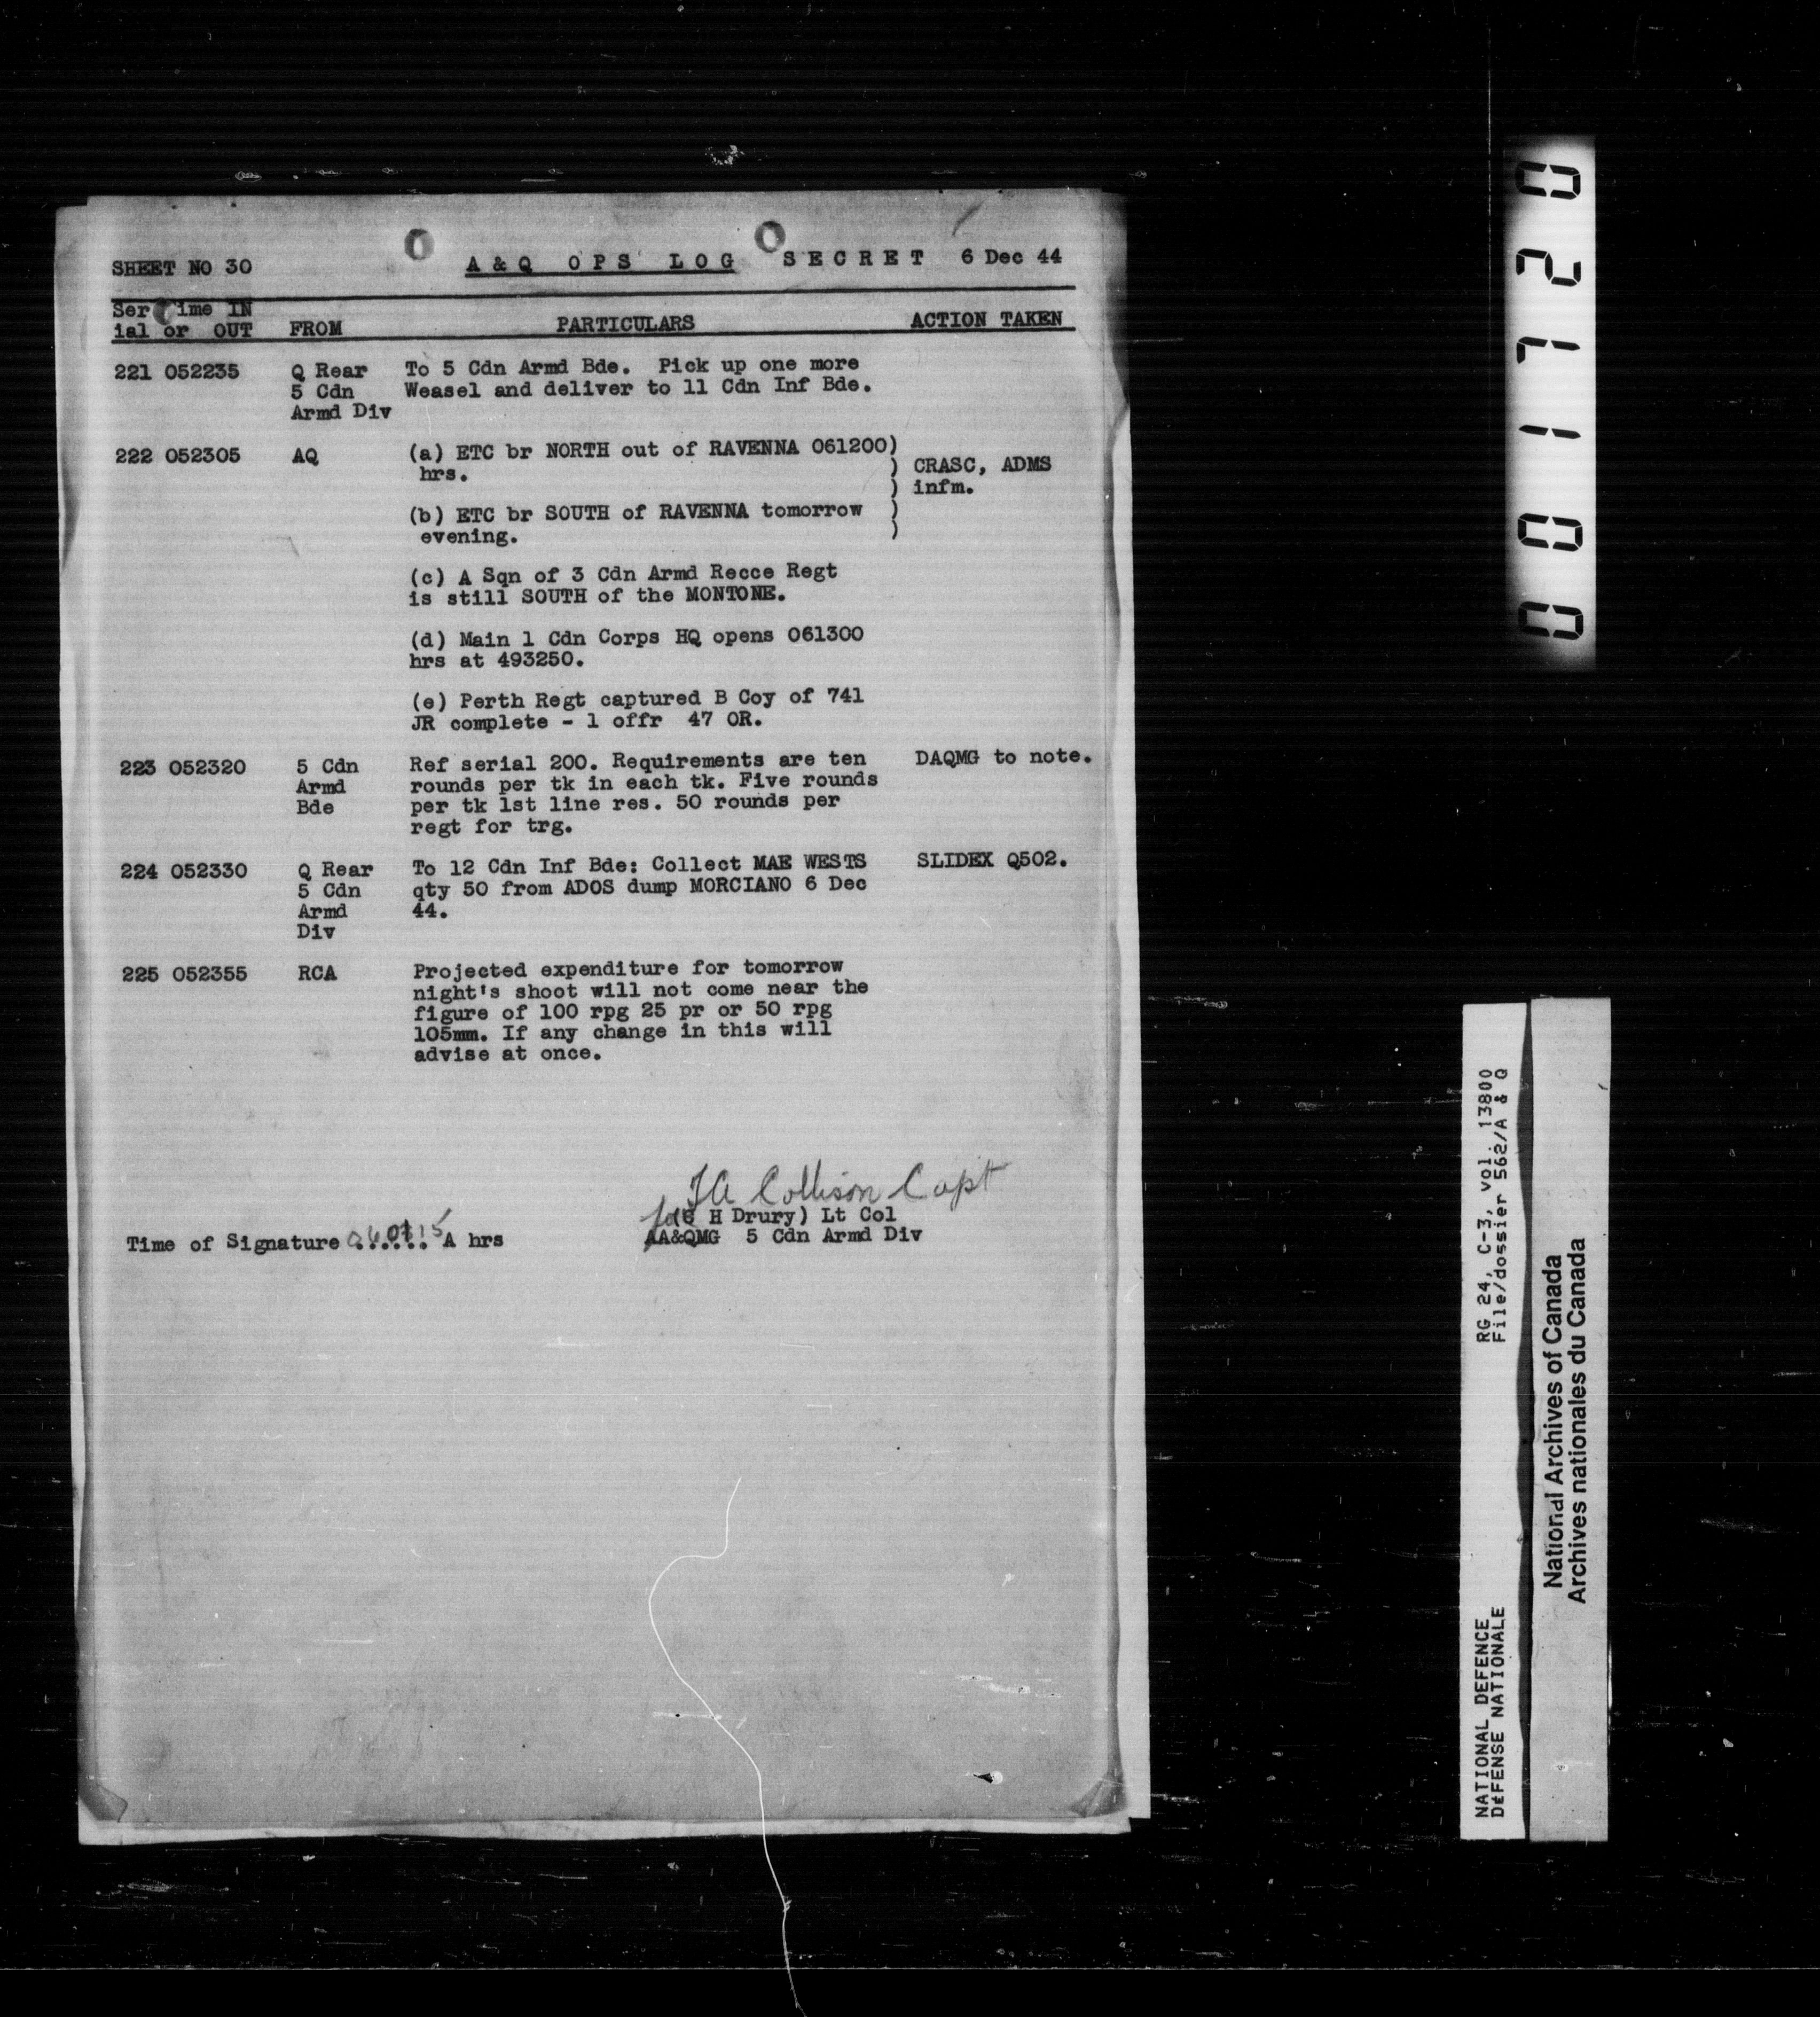 SHEET NO 30 A & Q OPS LOG SECRET 6 Dec 44
Ser ime IN
ial or OUT FROM PARTICULARS ACTION TAKEN
221 052235 Q Rear To 5 Cdn Armd Bde. Pick up one more
5 Cdn Weasel and deliver to 11 Cdn Inf Bde.
Armd Div
222 052305 AQ (a) ETC br NORTH out of RAVENNA 061200)
hrs. ) CRASC, ADMS
) infm.
(b) ETC br SOUTH of RAVENNA tomorrow )
evening. )
(c) A Sqn of 3 Cdn Armd Recce Regt
is still SOUTH of the MONTONE.
(d) Main 1 Cdn Corps HQ opens 061300
hrs at 493250.
(e) Perth Regt captured B Coy of 741
JR complete - 1 offr 47 OR.
223 052320 5 Cdn Ref serial 200. Requirements are ten DAQMG to note.
Armd rounds per tk in each tk. Five rounds
Bde per tk 1st line res. 50 rounds per
regt for trg.
224 052330 Q Rear To 12 Cdn Inf Bde: Collect MAE WESTS SLIDEX Q502.
5 Cdn qty 50 from ADOS dump MORCIANO 6 Dec
Armd 44.
Div
225 052355 RCA Projected expenditure for tomorrow
night's shoot will not come near the
figure of 100 rpg 25 pr or 50 rpg
105mm. If any change in this will
advise at once.
Collison Capt
H Drury) Lt Col
Time of Signature ...... A hrs AA&QMG 5 Cdn Armd Div
001720
RG 24, C-3, vol. 13800
File/dossier 562/A & Q
NATIONAL DEFENCE
DÉFENSE NATIONALE
National Archives of Canada
Archives nationales du Canada